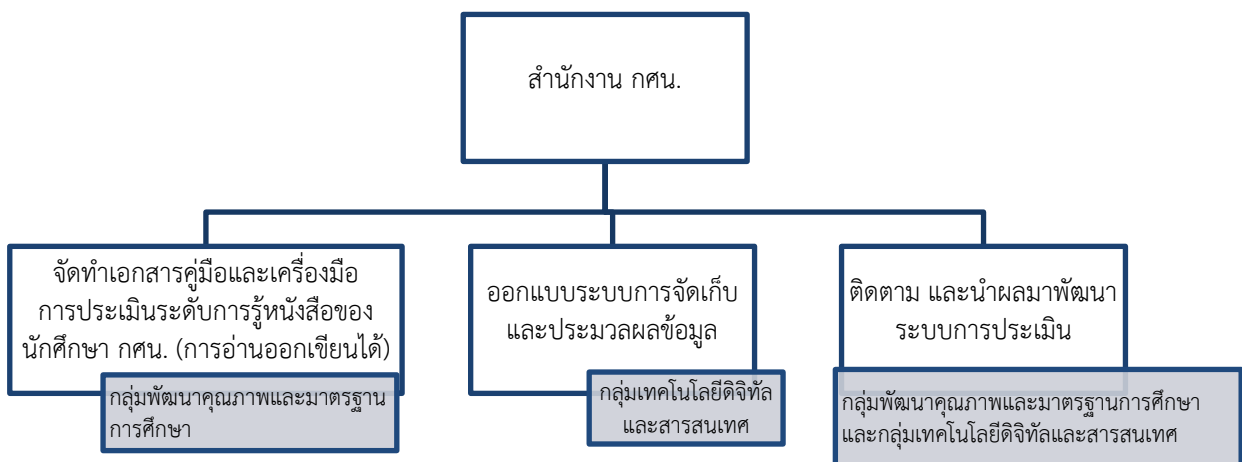 สำนักงาน กศน.
จัดทำเอกสารคู่มือและเครื่องมือ
การประเมินระดับการรู้หนังสือของ
นักศึกษา กศน. (การอ่านออกเขียนได้)
กลุ่มพัฒนาคุณภาพและมาตรฐาน
การศึกษา
ออกแบบระบบการจัดเก็บ
และประมวลผลข้อมูล
กลุ่มเทคโนโลยีดิจิทัล
และสารสนเทศ
ติดตาม และนำผลมาพัฒนา
ระบบการประเมิน
กลุ่มพัฒนาคุณภาพและมาตรฐานการศึกษา
และกลุ่มเทคโนโลยีดิจิทัลและสารสนเทศ